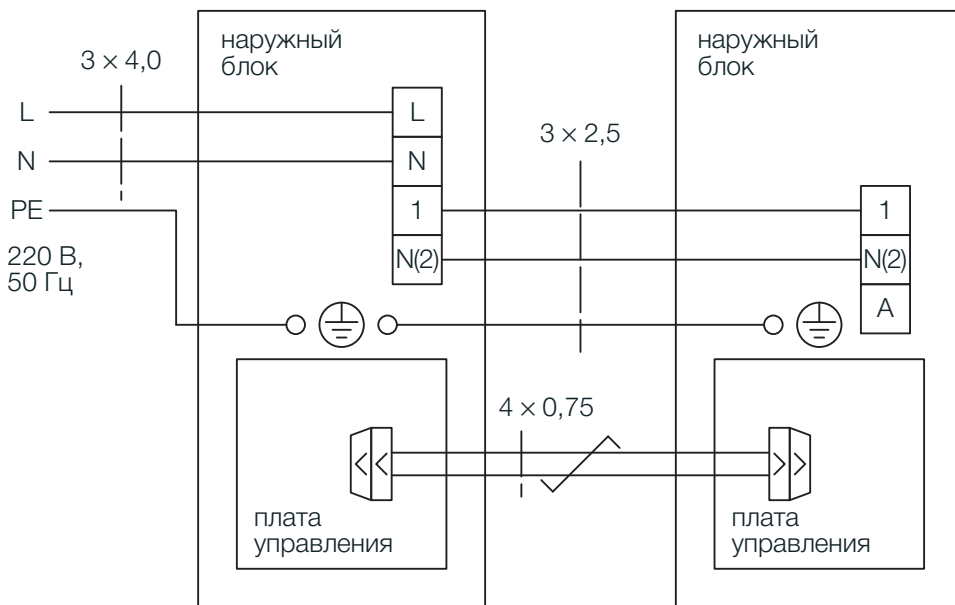 наружный
блок
наружный
блок
3 × 4,0
L
L
3 × 2,5
N
N
PE
1
1
220 В,
50 Гц
N(2)
N(2)
A
4 × 0,75
плата
управления
плата
управления